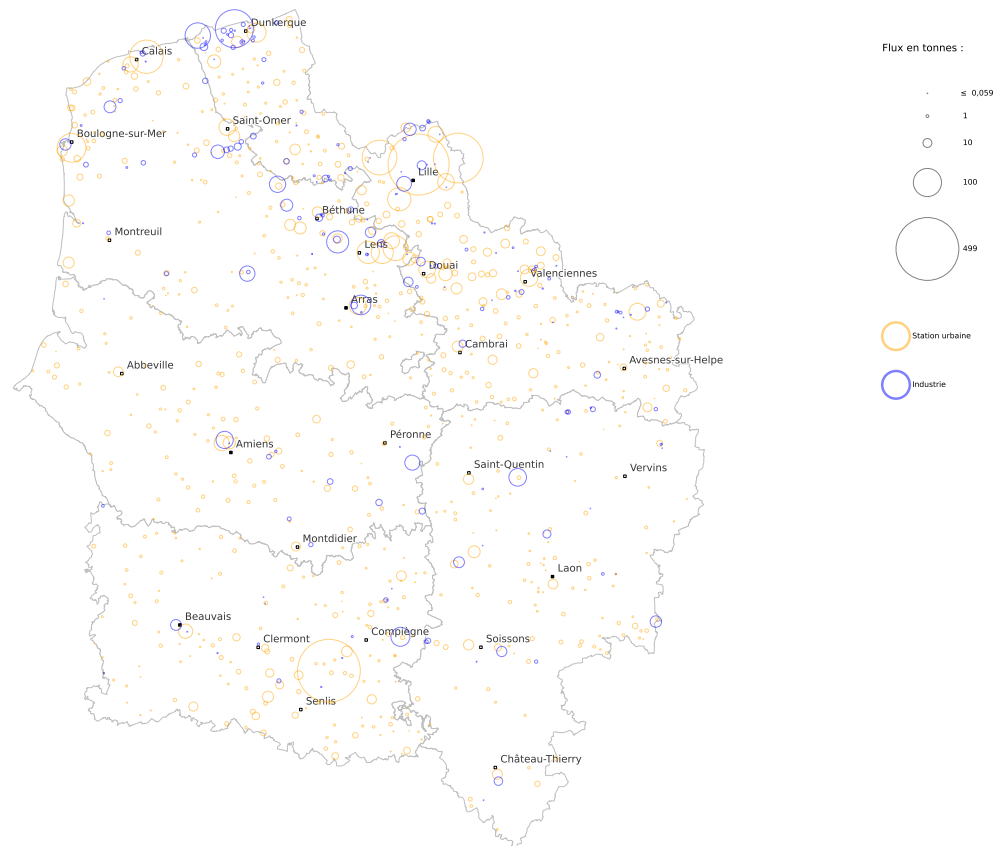 Dunkerque
Flux en tonnes :
Calais
≤ 0,059
1
Saint-Omer
Boulogne-sur-Mer
10
Lille
100
Béthune
Montreuil
Lens
499
Douai
Valenciennes
Arras
Station urbaine
Cambrai
Avesnes-sur-Helpe
Abbeville
Industrie
Péronne
Amiens
Saint-Quentin
Vervins
Montdidier
Laon
Beauvais
Compiègne
Clermont
Soissons
Senlis
Château-Thierry